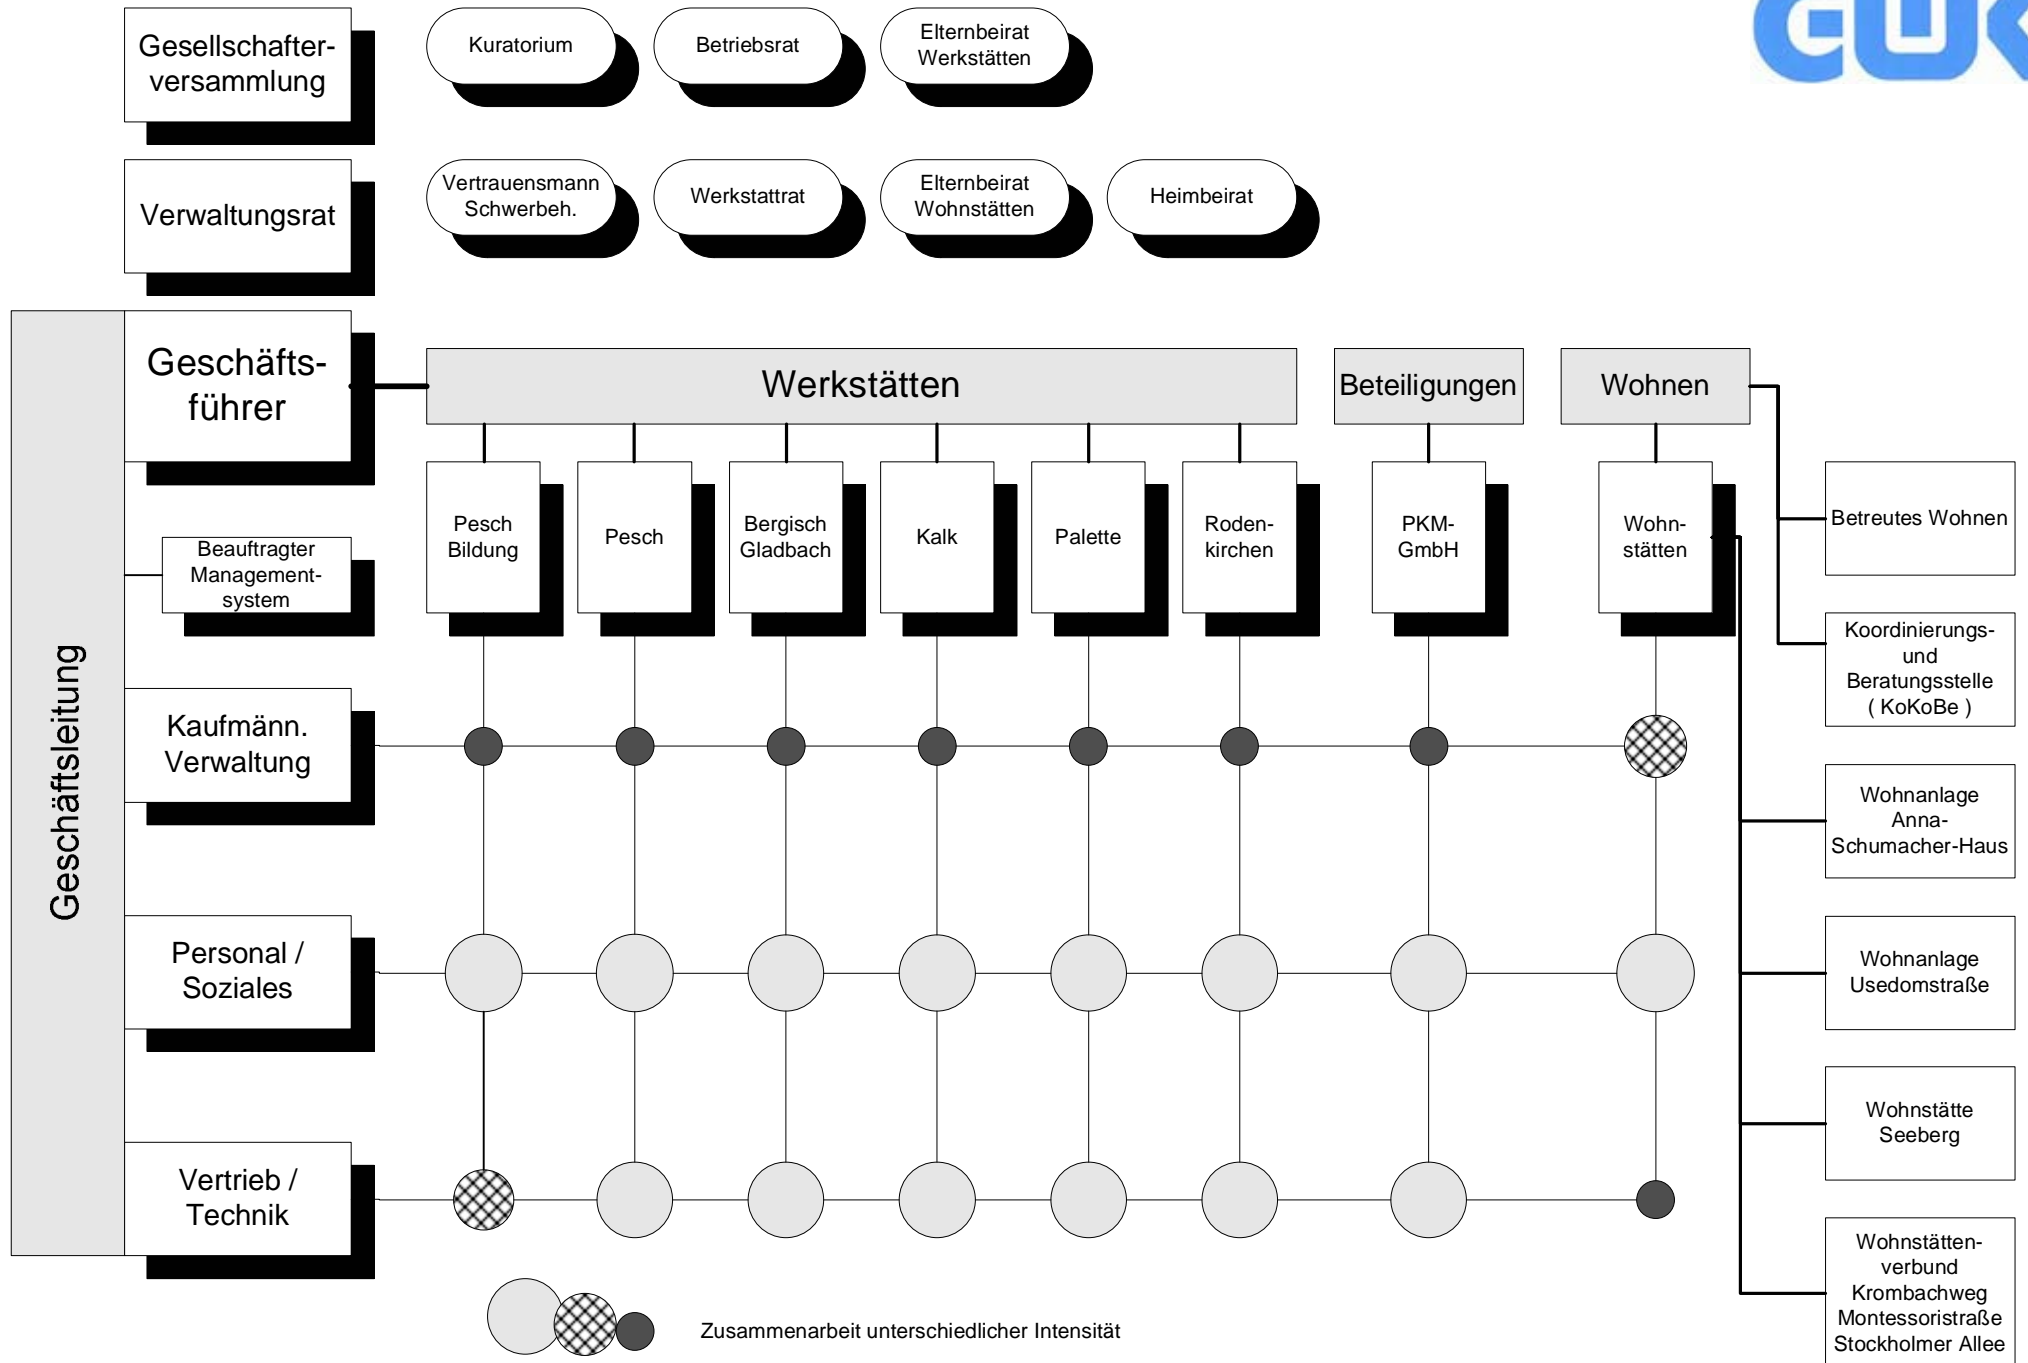 Gesellschafter-
versammlung
Kuratorium
Betriebsrat
Elternbeirat
Werkstätten
Verwaltungsrat
Vertrauensmann
Schwerbeh.
Werkstattrat
Elternbeirat
Wohnstätten
Heimbeirat
Geschäftsleitung
Geschäfts-
führer
Werkstätten
Beteiligungen
Wohnen
Beauftragter
Management-
system
Pesch
Bildung
Pesch
Bergisch
Gladbach
Kalk
Palette
Roden-
kirchen
PKM-
GmbH
Wohn-
stätten
Betreutes Wohnen
Koordinierungs-
und
Beratungsstelle
( KoKoBe )
Kaufmänn.
Verwaltung
Wohnanlage
Anna-
Schumacher-Haus
Personal /
Soziales
Wohnanlage
Usedomstraße
Wohnstätte
Seeberg
Vertrieb /
Technik
Wohnstätten-
verbund
Krombachweg
Montessoristraße
Stockholmer Allee
Zusammenarbeit unterschiedlicher Intensität